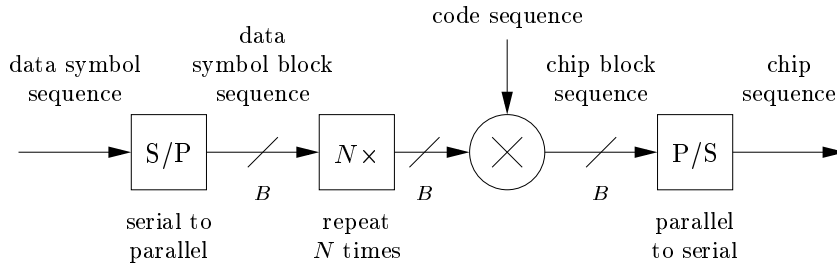 code sequence
data
data symbol
symbol block
chip block
chip
sequence
sequence
sequence
sequence
S/P
N×
P/S
B
B
B
serial to
parallel
repeat
N times
parallel
to serial